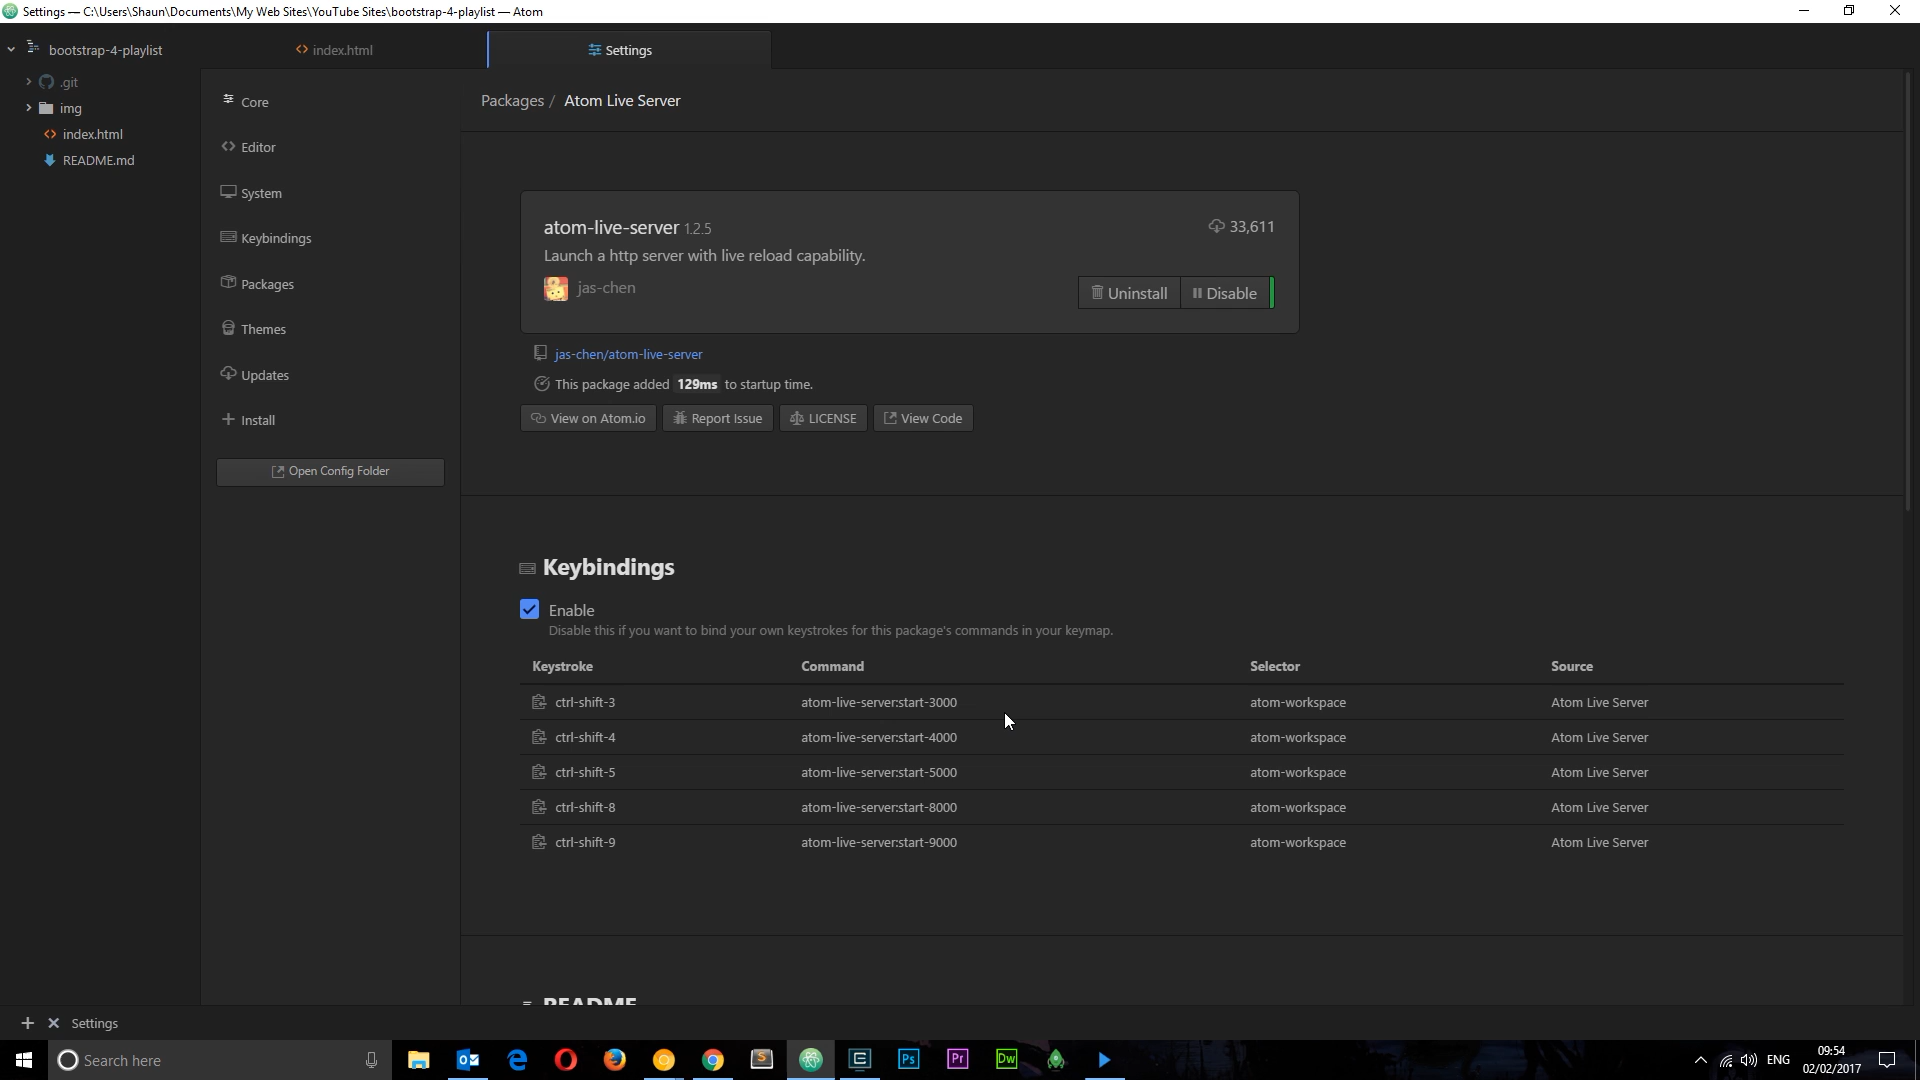 Settings — C:\Users\Shaun\Documents\My Web Sites\YouTube Sites\bootstrap-4-playlist — Atom
bootstrap-4-playlist
index.html
Settings
.git
img
index.html
README.md
Core
Editor
System
Keybindings
Packages
Themes
Updates
Install
Open Config Folder
Packages / Atom Live Server
atom-live-server 1.2.5
33,611
Launch a http server with live reload capability.
jas-chen
Uninstall
Disable
jas-chen/atom-live-server
This package added 129ms to startup time.
View on Atom.io
Report Issue
LICENSE
View Code
Keybindings
Enable
Disable this if you want to bind your own keystrokes for this package's commands in your keymap.
Keystroke Command Selector Source
ctrl-shift-3 atom-live-server:start-3000 atom-workspace Atom Live Server
ctrl-shift-4 atom-live-server:start-4000 atom-workspace Atom Live Server
ctrl-shift-5 atom-live-server:start-5000 atom-workspace Atom Live Server
ctrl-shift-8 atom-live-server:start-8000 atom-workspace Atom Live Server
ctrl-shift-9 atom-live-server:start-9000 atom-workspace Atom Live Server
README
Settings
Search here
Ps
Pr
Dw
ENG
09:54
02/02/2017